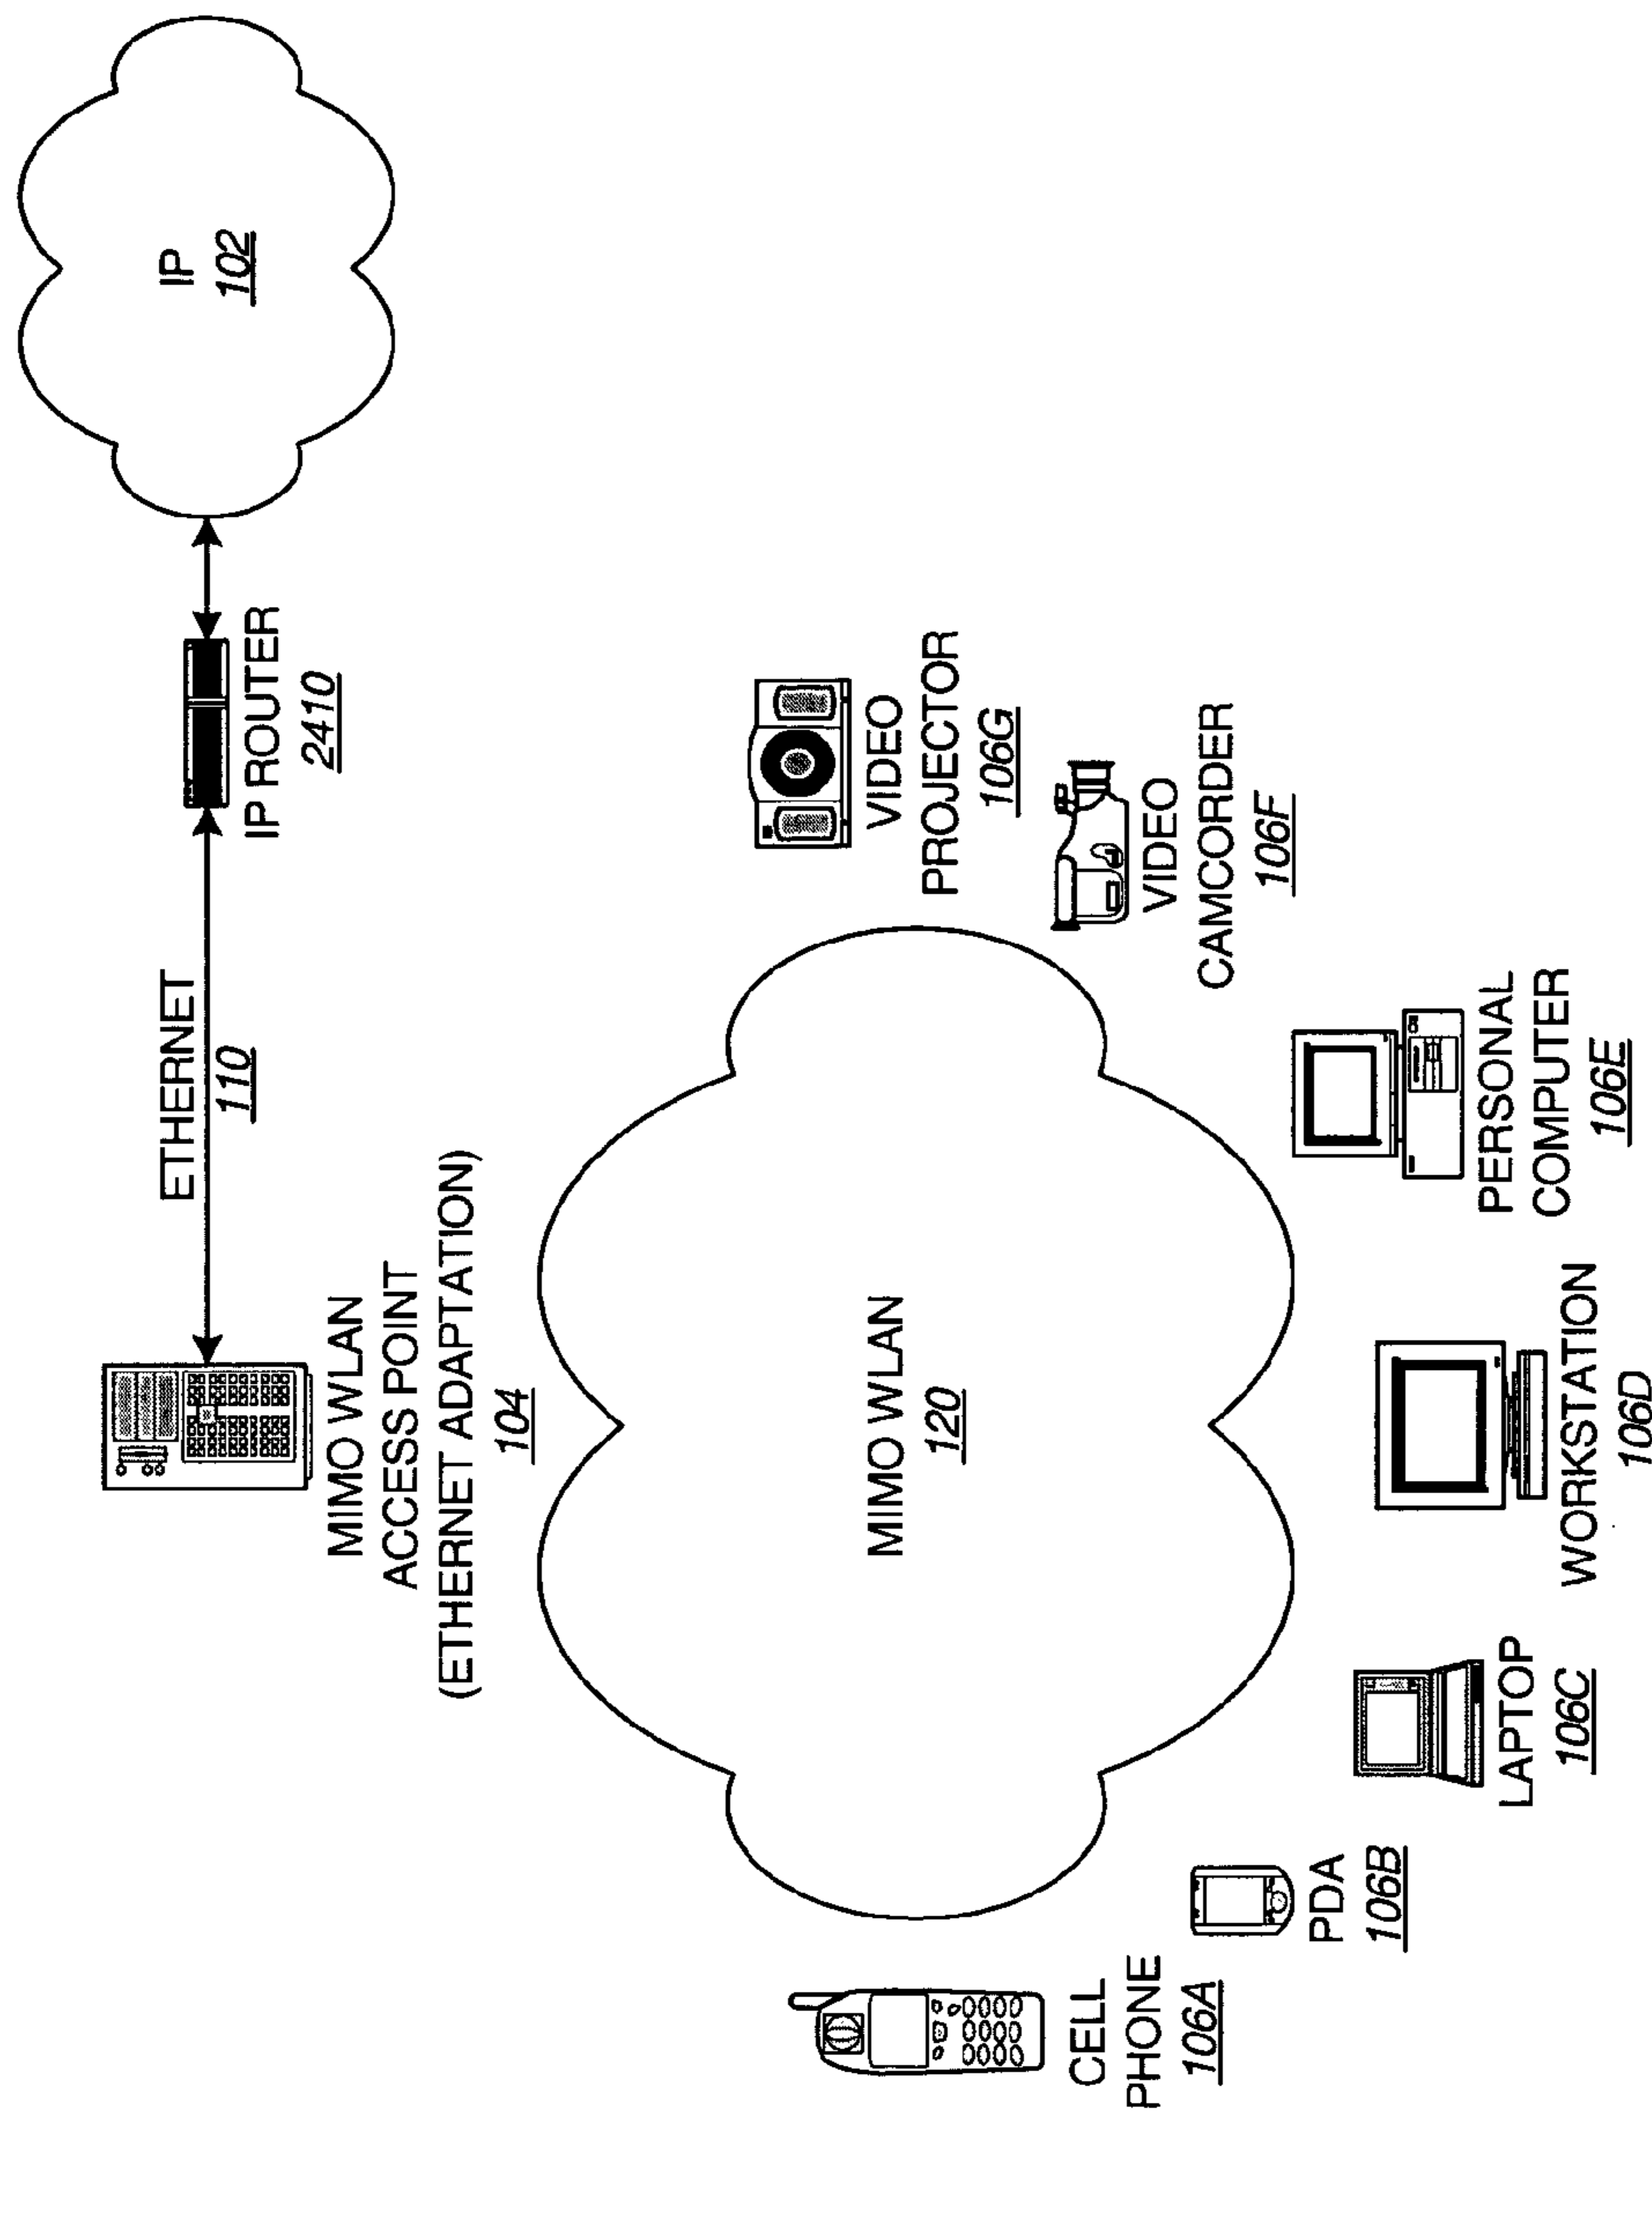 IP
102
IP ROUTER
2410
ETHERNET
110
MIMO WLAN
ACCESS POINT
(ETHERNET ADAPTATION)
104
MIMO WLAN
120
CELL
PHONE
106A
PDA
106B
LAPTOP
106C
WORKSTATION
106D
PERSONAL
COMPUTER
106E
VIDEO
CAMCORDER
106F
VIDEO
PROJECTOR
106G